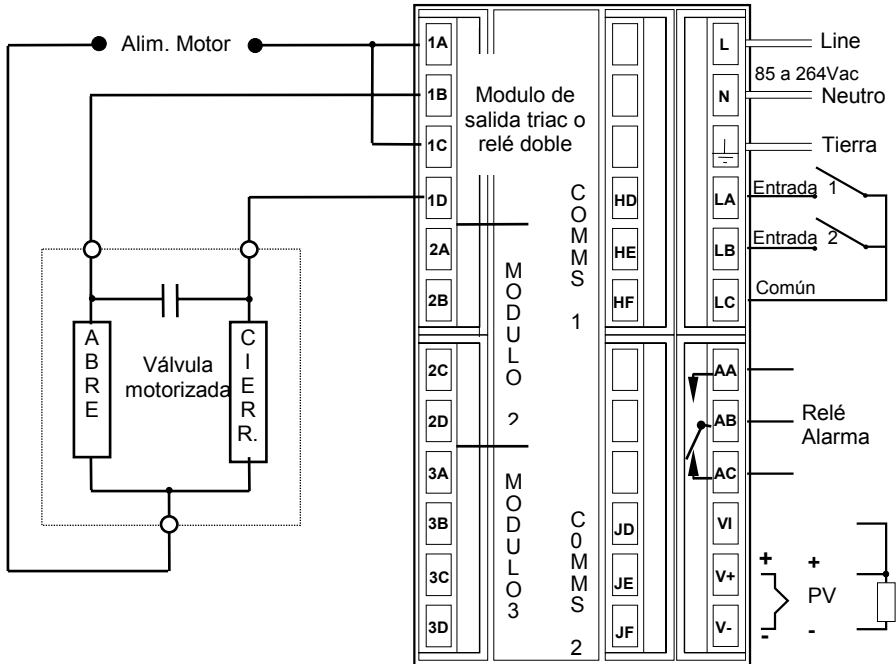 Alim. Motor
1A
1B
1C
1D
2A
2B
2C
2D
3A
3B
3C
3D
Modulo de
salida triac o
relé doble
MODULO 2
MODULO3
COMMS 1
C0MMS 2
HD
HE
HF
JD
JE
JF
L
N
LA
LB
LC
AA
AB
AC
VI
V+
V-
Line
85 a 264Vac
Neutro
Tierra
Entrada 1
Entrada 2
Común
Relé
Alarma
+ +
PV
- -
ABRE
Válvula
motorizada
CIERR.